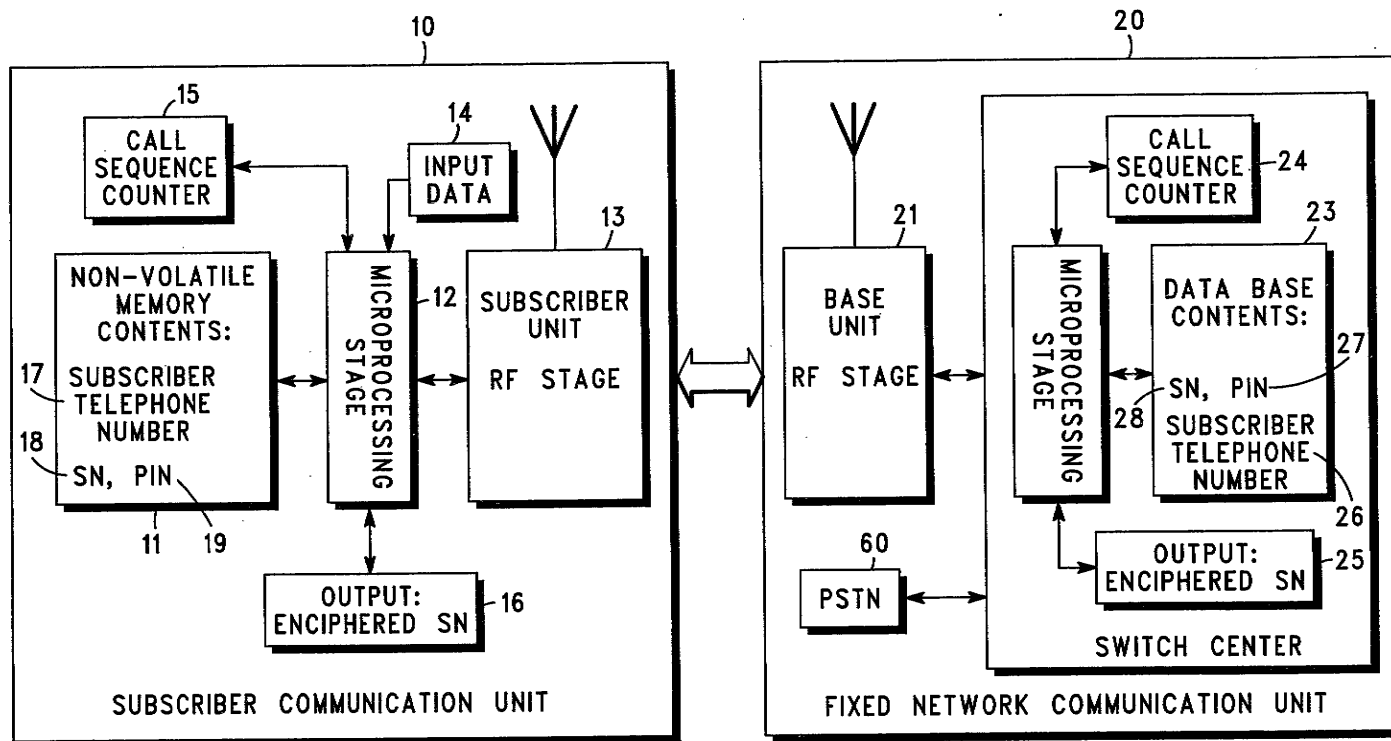 10
20
15
CALL
SEQUENCE
COUNTER
14
INPUT
DATA
13
NON-VOLATILE
MEMORY
CONTENTS:
17
SUBSCRIBER
TELEPHONE
NUMBER
18
SN, PIN
11
19
MICROPROCESSING
STAGE
12
SUBSCRIBER
UNIT
RF STAGE
OUTPUT:
ENCIPHERED SN
16
SUBSCRIBER COMMUNICATION UNIT
21
BASE
UNIT
RF STAGE
60
PSTN
CALL
SEQUENCE
COUNTER
24
23
MICROPROCESSING
STAGE
DATA BASE
CONTENTS:
27
SN, PIN
28
SUBSCRIBER
TELEPHONE
NUMBER
26
OUTPUT:
ENCIPHERED SN
25
SWITCH CENTER
FIXED NETWORK COMMUNICATION UNIT